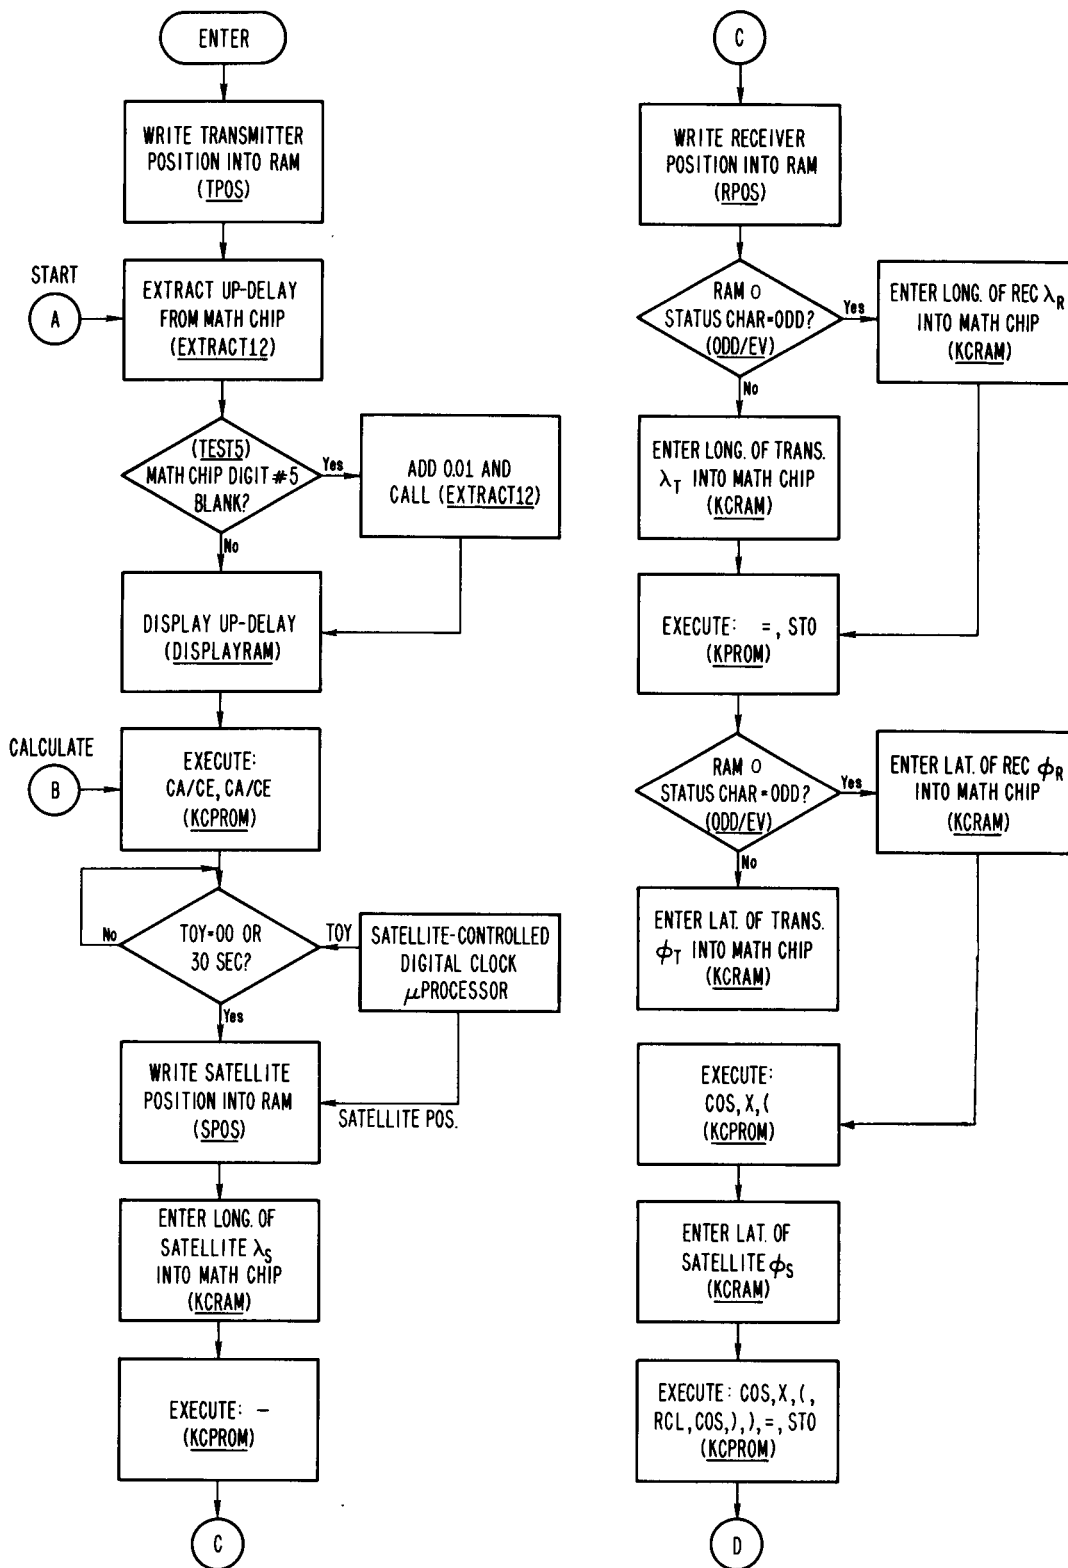 ENTER
WRITE TRANSMITTER
POSITION INTO RAM
(TPOS)
START
A
EXTRACT UP-DELAY
FROM MATH CHIP
(EXTRACT12)
(TEST5)
MATH CHIP DIGIT #5
BLANK?
Yes
ADD 0.01 AND
CALL (EXTRACT12)
No
DISPLAY UP-DELAY
(DISPLAYRAM)
CALCULATE
B
EXECUTE:
CA/CE, CA/CE
(KCPROM)
No
TOY=00 OR
30 SEC?
TOY
SATELLITE-CONTROLLED
DIGITAL CLOCK
μPROCESSOR
Yes
WRITE SATELLITE
POSITION INTO RAM
(SPOS)
SATELLITE POS.
ENTER LONG. OF
SATELLITE λS
INTO MATH CHIP
(KCRAM)
EXECUTE: –
(KCPROM)
C
C
WRITE RECEIVER
POSITION INTO RAM
(RPOS)
RAM 0
STATUS CHAR=ODD?
(ODD/EV)
Yes
ENTER LONG. OF REC λR
INTO MATH CHIP
(KCRAM)
No
ENTER LONG. OF TRANS.
λT INTO MATH CHIP
(KCRAM)
EXECUTE: =, STO
(KPROM)
RAM 0
STATUS CHAR=ODD?
(ODD/EV)
Yes
ENTER LAT. OF REC ϕR
INTO MATH CHIP
(KCRAM)
No
ENTER LAT. OF TRANS.
ϕT INTO MATH CHIP
(KCRAM)
EXECUTE:
COS, X, (
(KCPROM)
ENTER LAT. OF
SATELLITE ϕS
(KCRAM)
EXECUTE: COS, X, (,
RCL, COS, ), ), =, STO
(KCPROM)
D